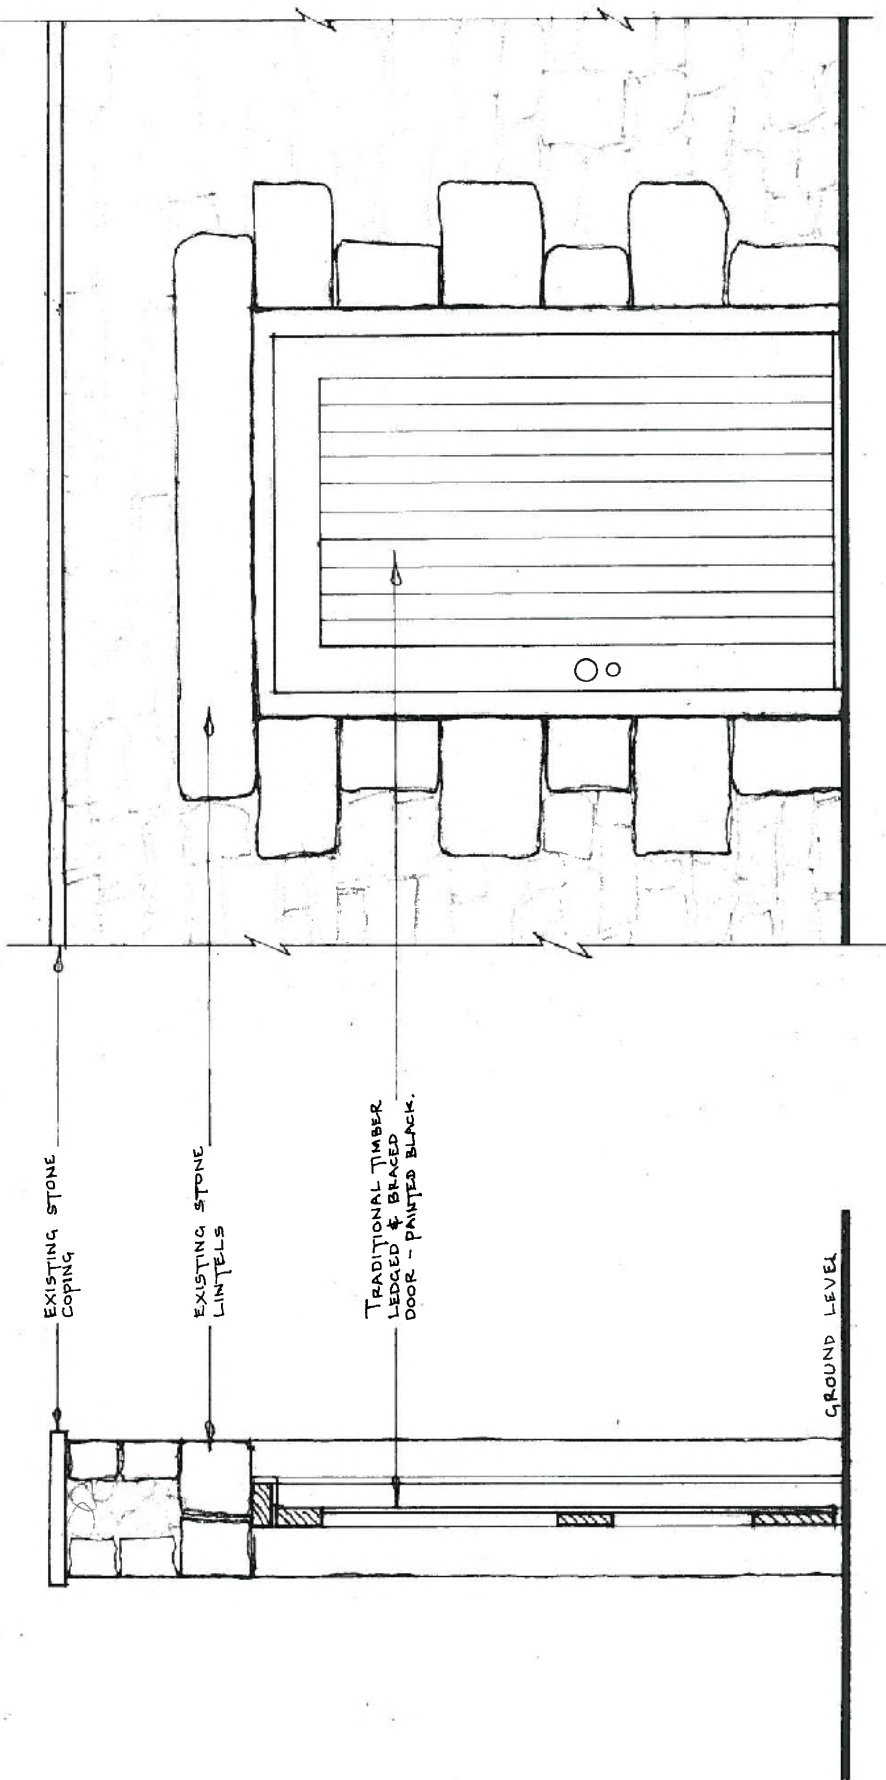 EXISTING STONE
COPING
EXISTING STONE
LINTELS
TRADITIONAL TIMBER
LEDGED & BRACED
DOOR - PAINTED BLACK.
GROUND LEVEL